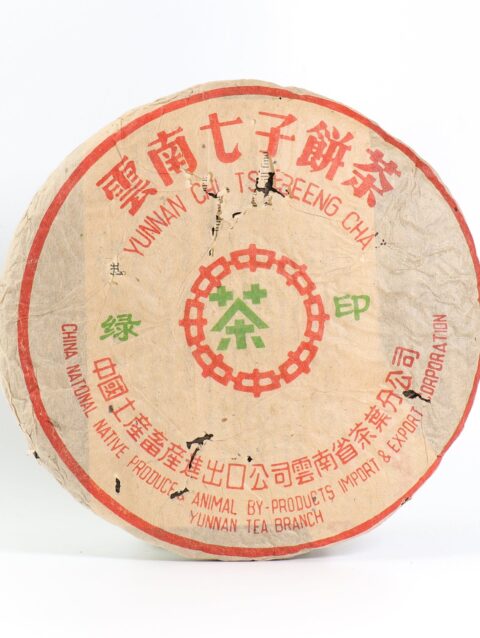 雲南七子餅茶
YUNNAN CHI TSE BEENG CHA
茶
绿 印
中國土產畜產進出口公司雲南省茶葉分公司
CHINA NATIONAL NATIVE PRODUCE & ANIMAL BY-PRODUCTS IMPORT & EXPORT CORPORATION
YUNNAN TEA BRANCH